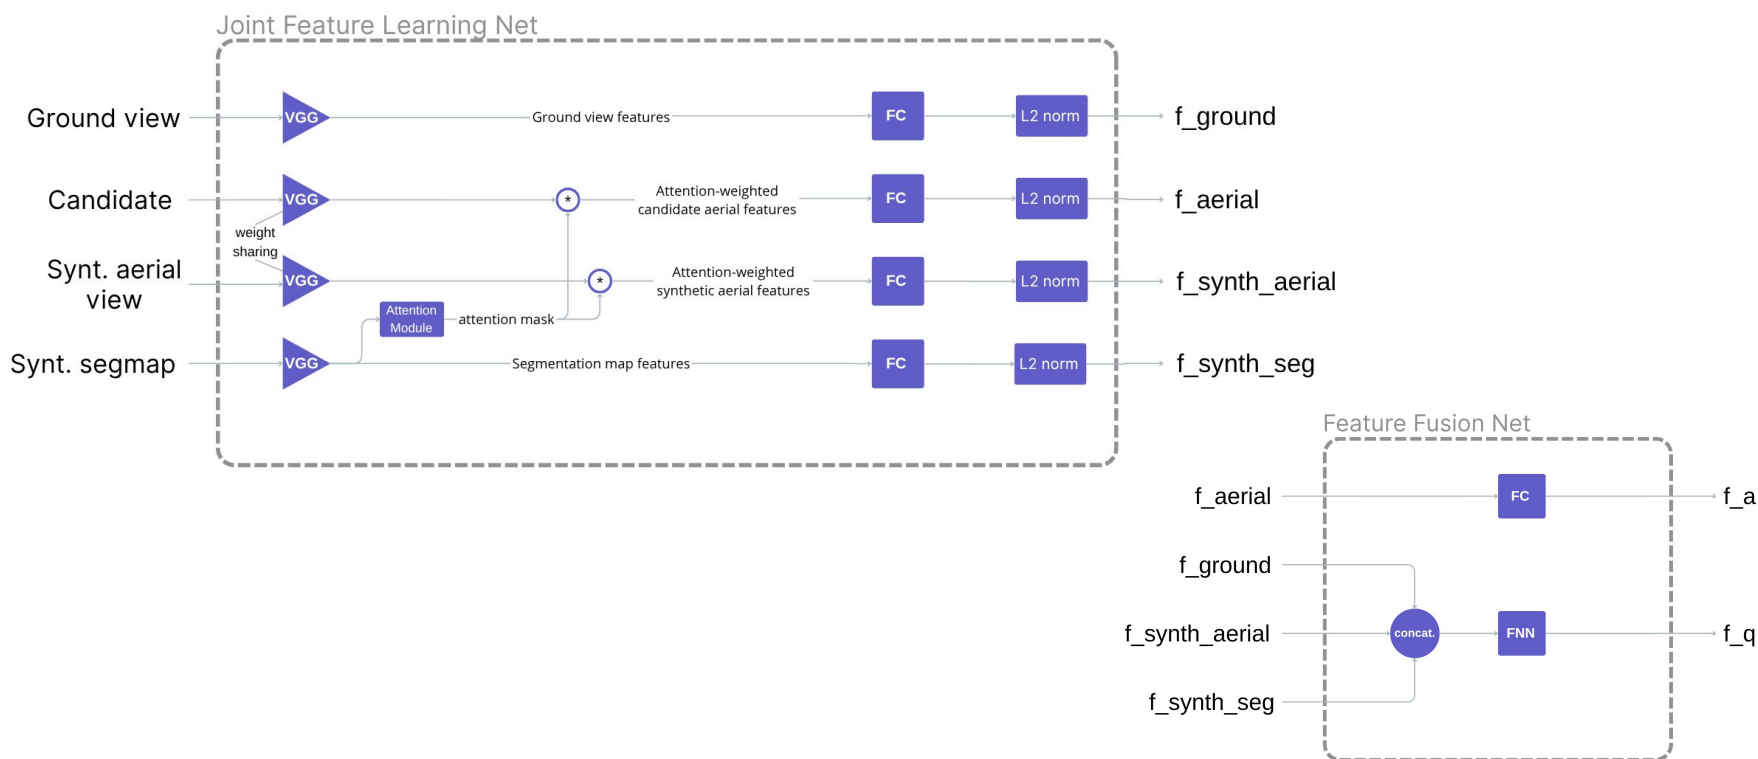 Joint Feature Learning Net
Ground view
VGG
Ground view features
FC
L2 norm
f_ground
Candidate
VGG
*
Attention-weighted
candidate aerial features
FC
L2 norm
f_aerial
weight
sharing
Synt. aerial
view
VGG
*
Attention-weighted
synthetic aerial features
FC
L2 norm
f_synth_aerial
Attention
Module
attention mask
Synt. segmap
VGG
Segmentation map features
FC
L2 norm
f_synth_seg
Feature Fusion Net
f_aerial
FC
f_a
f_ground
f_synth_aerial
concat.
FNN
f_q
f_synth_seg